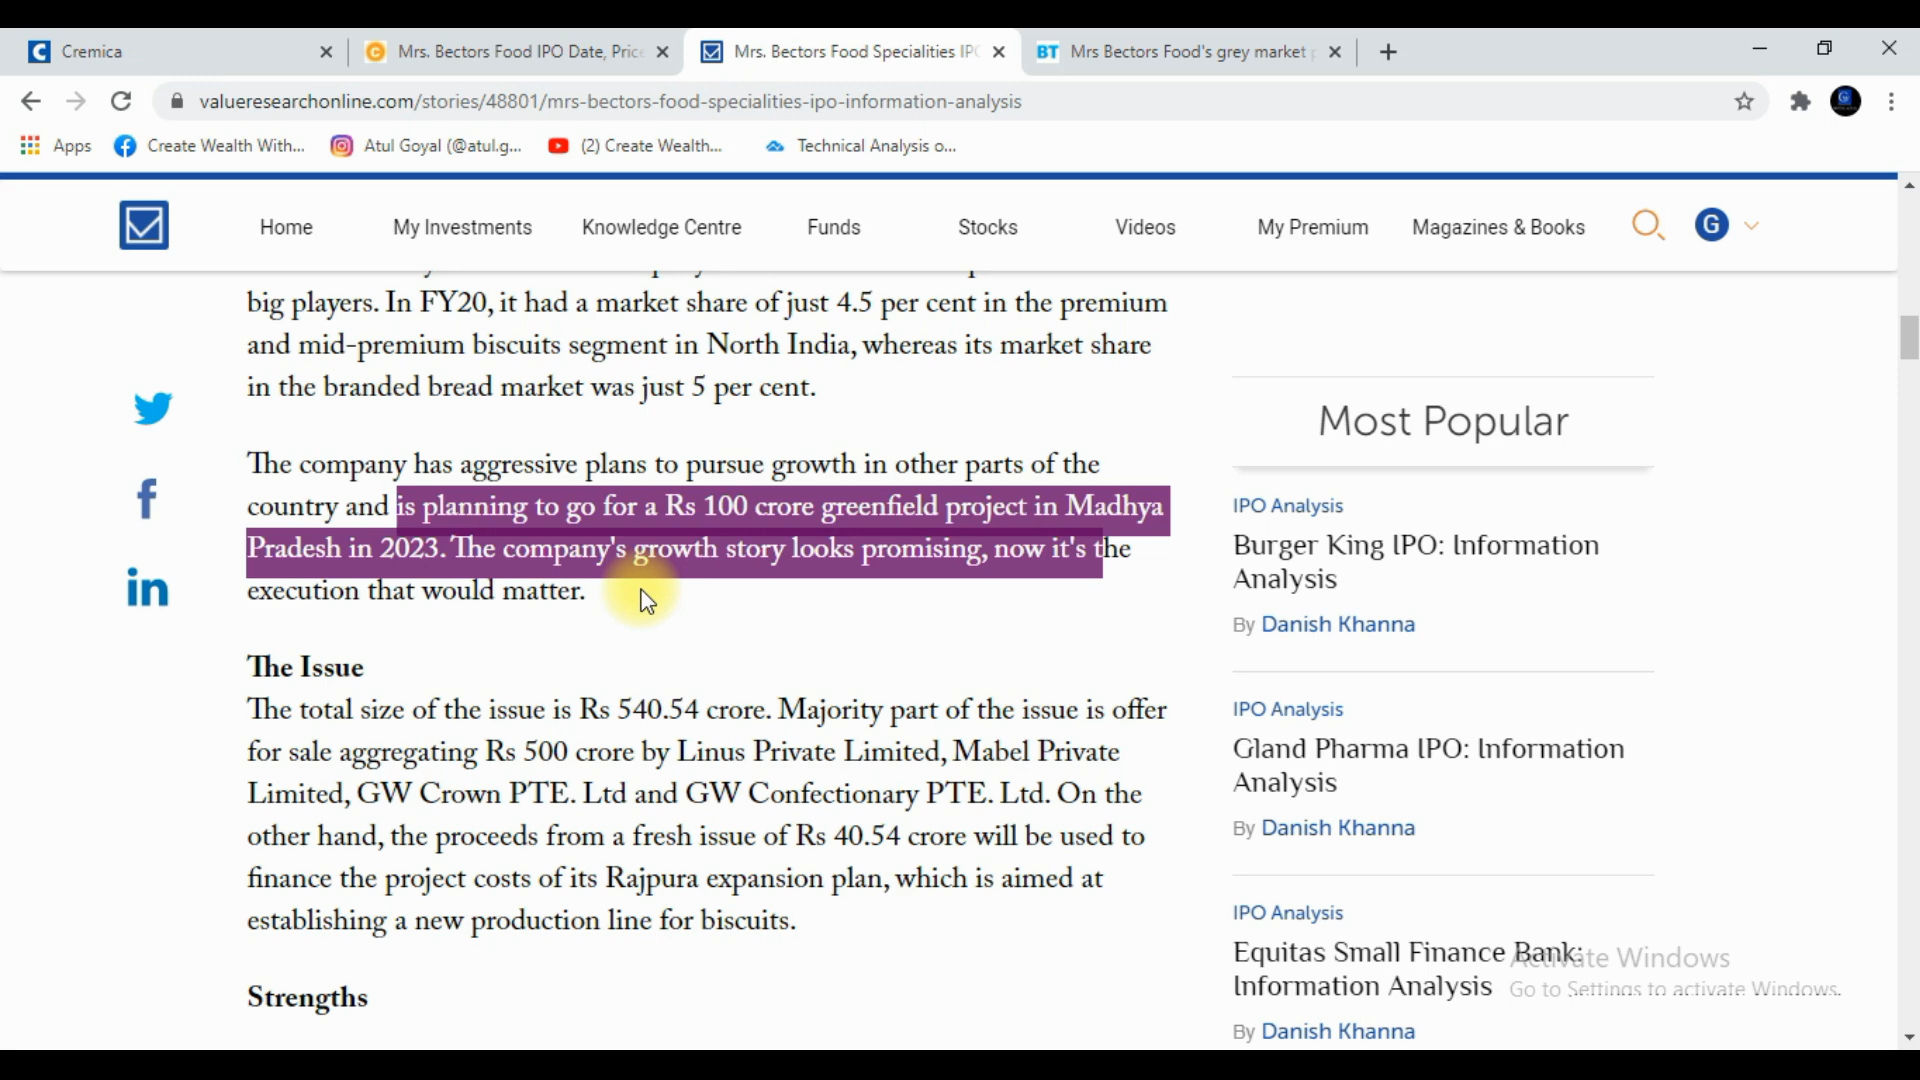 Cremica
Mrs. Bectors Food IPO Date, Price
Mrs. Bectors Food Specialities IPO
BT Mrs Bectors Food's grey market
valueresearchonline.com/stories/48801/mrs-bectors-food-specialities-ipo-information-analysis
Apps
Create Wealth With...
Atul Goyal (@atul.g...
(2) Create Wealth...
Technical Analysis o...
Home
My Investments
Knowledge Centre
Funds
Stocks
Videos
My Premium
Magazines & Books
G
big players. In FY20, it had a market share of just 4.5 per cent in the premium
and mid-premium biscuits segment in North India, whereas its market share
in the branded bread market was just 5 per cent.
The company has aggressive plans to pursue growth in other parts of the
country and is planning to go for a Rs 100 crore greenfield project in Madhya
Pradesh in 2023. The company's growth story looks promising, now it's the
execution that would matter.
The Issue
The total size of the issue is Rs 540.54 crore. Majority part of the issue is offer
for sale aggregating Rs 500 crore by Linus Private Limited, Mabel Private
Limited, GW Crown PTE. Ltd and GW Confectionary PTE. Ltd. On the
other hand, the proceeds from a fresh issue of Rs 40.54 crore will be used to
finance the project costs of its Rajpura expansion plan, which is aimed at
establishing a new production line for biscuits.
Strengths
Most Popular
IPO Analysis
Burger King IPO: Information
Analysis
By Danish Khanna
IPO Analysis
Gland Pharma IPO: Information
Analysis
By Danish Khanna
IPO Analysis
Equitas Small Finance Bank:
Information Analysis
By Danish Khanna
Activate Windows
Go to Settings to activate Windows.